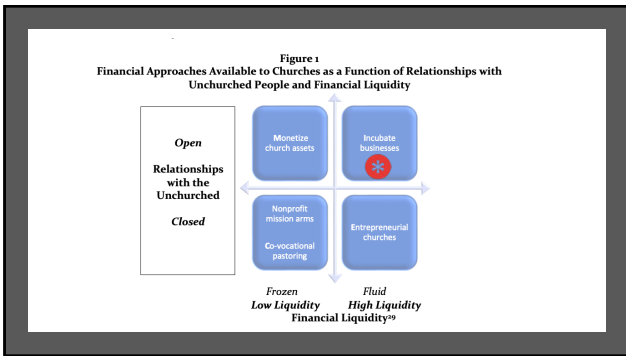 Figure 1
Financial Approaches Available to Churches as a Function of Relationships with
Unchurched People and Financial Liquidity
Open
Relationships
with the
Unchurched
Closed
Monetize
church assets
Incubate
businesses
*
Nonprofit
mission arms
Co-vocational
pastoring
Entrepreneurial
churches
Frozen
Fluid
Low Liquidity
High Liquidity
Financial Liquidity²⁹